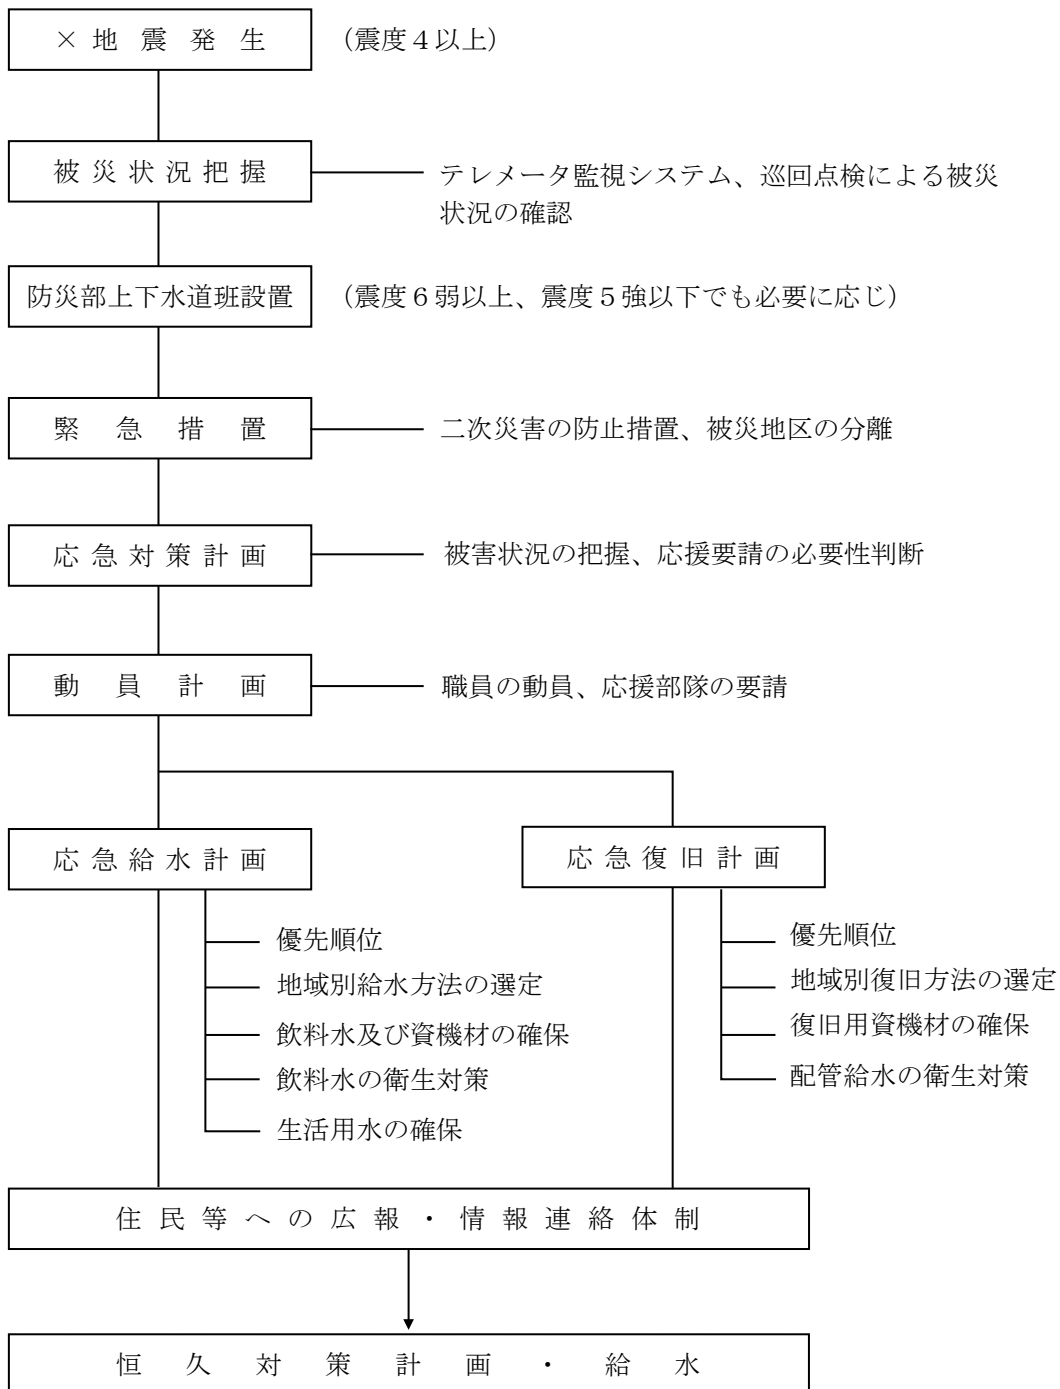 ×地震発生
（震度４以上）
被災状況把握
テレメータ監視システム、巡回点検による被災
状況の確認
防災部上下水道班設置
（震度６弱以上、震度５強以下でも必要に応じ）
緊急措置
二次災害の防止措置、被災地区の分離
応急対策計画
被害状況の把握、応援要請の必要性判断
動員計画
職員の動員、応援部隊の要請
応急給水計画
優先順位
地域別給水方法の選定
飲料水及び資機材の確保
飲料水の衛生対策
生活用水の確保
応急復旧計画
優先順位
地域別復旧方法の選定
復旧用資機材の確保
配管給水の衛生対策
住民等への広報・情報連絡体制
恒久対策計画・給水